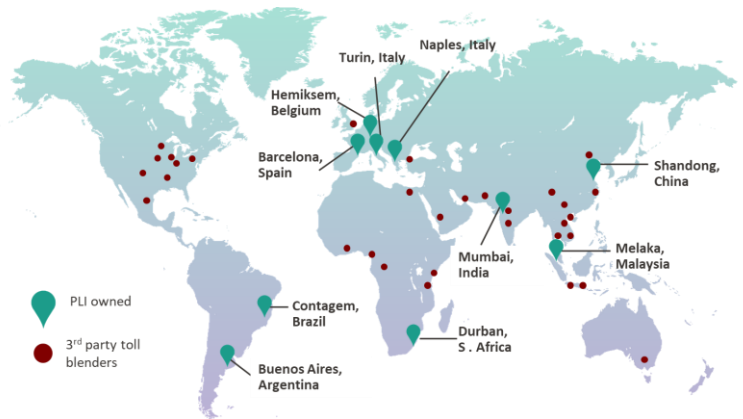 Naples, Italy
Turin, Italy
Hemiksem,
Belgium
Barcelona,
Spain
Shandong,
China
Mumbai,
India
Melaka,
Malaysia
Contagem,
Brazil
Durban,
S . Africa
Buenos Aires,
Argentina
PLI owned
3rd party toll
blenders